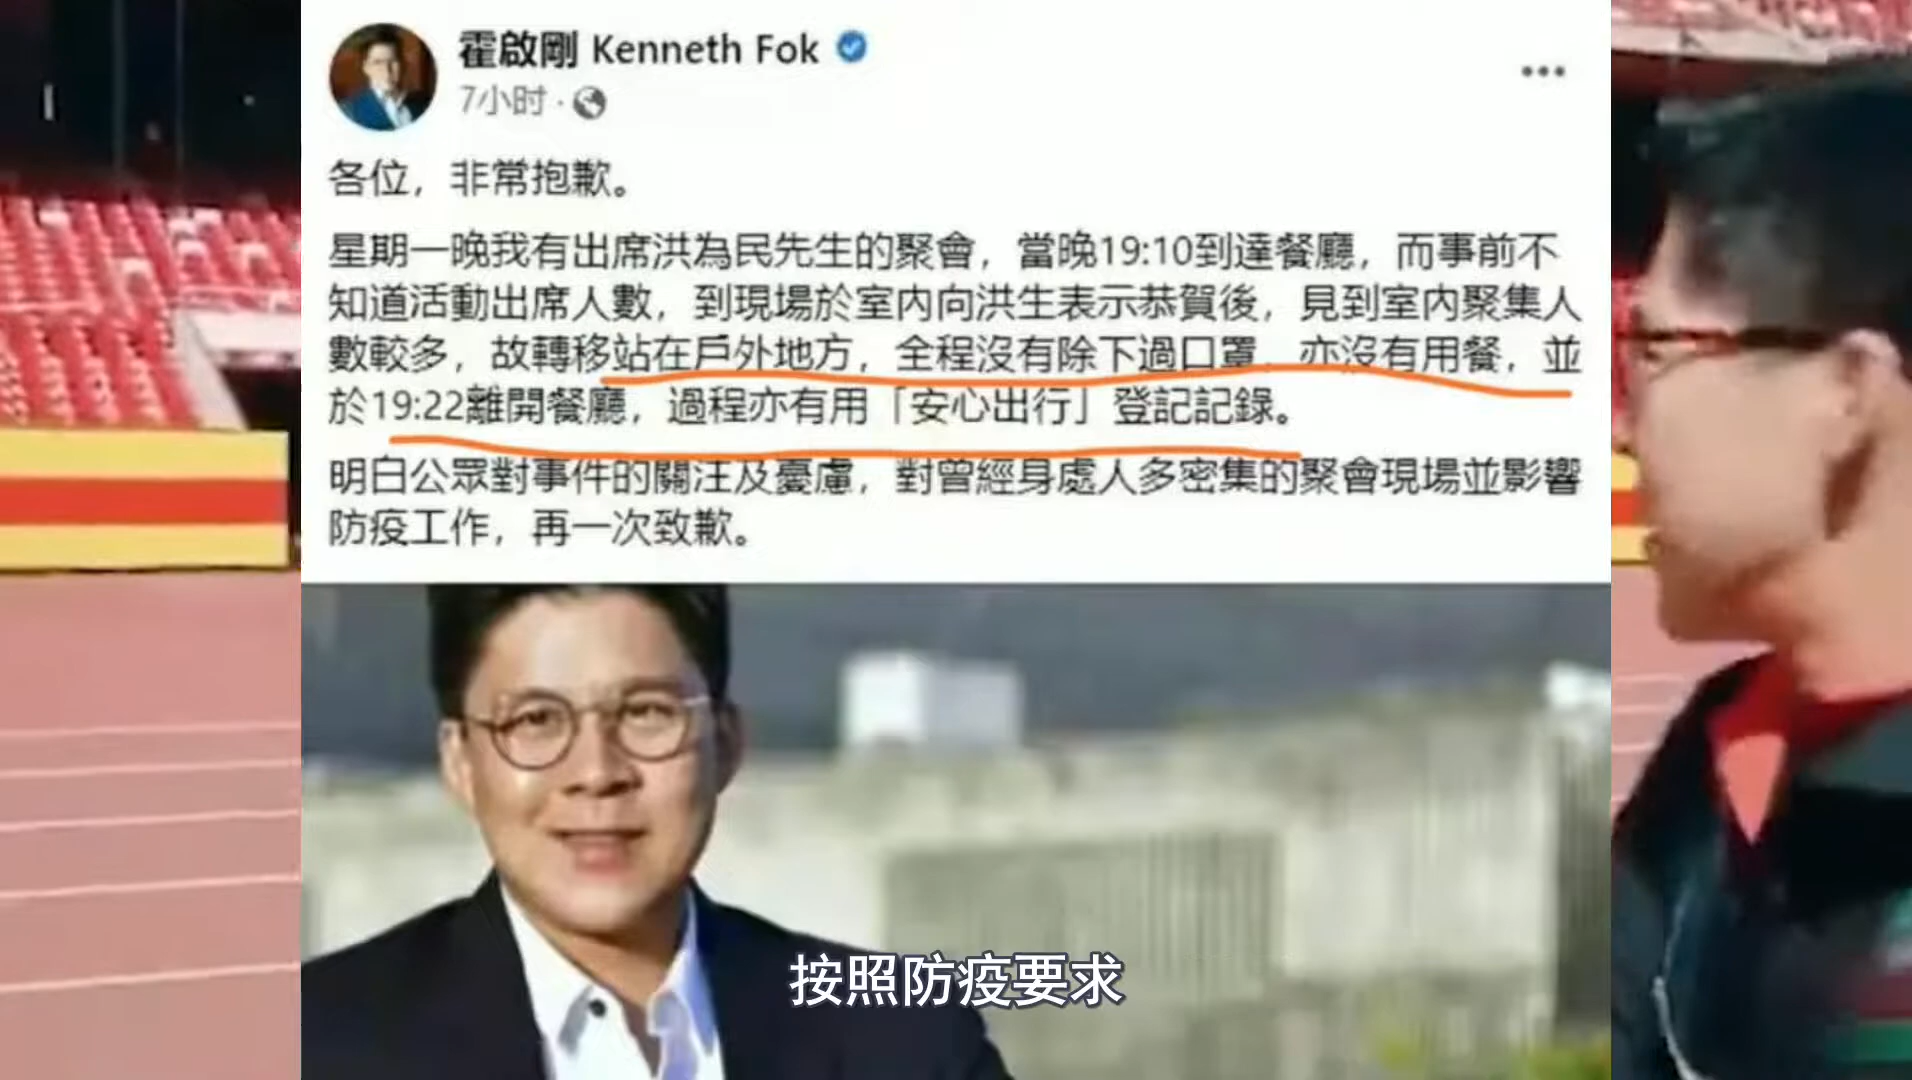 霍啟剛 Kenneth Fok
7小时
各位，非常抱歉。
星期一晚我有出席洪為民先生的聚會，當晚19:10到達餐廳，而事前不
知道活動出席人數，到現場於室內向洪生表示恭賀後，見到室內聚集人
數較多，故轉移站在戶外地方，全程沒有除下過口罩，亦沒有用餐，並
於19:22離開餐廳，過程亦有用「安心出行」登記記錄。
明白公眾對事件的關注及憂慮，對曾經身處人多密集的聚會現場並影響
防疫工作，再一次致歉。
按照防疫要求